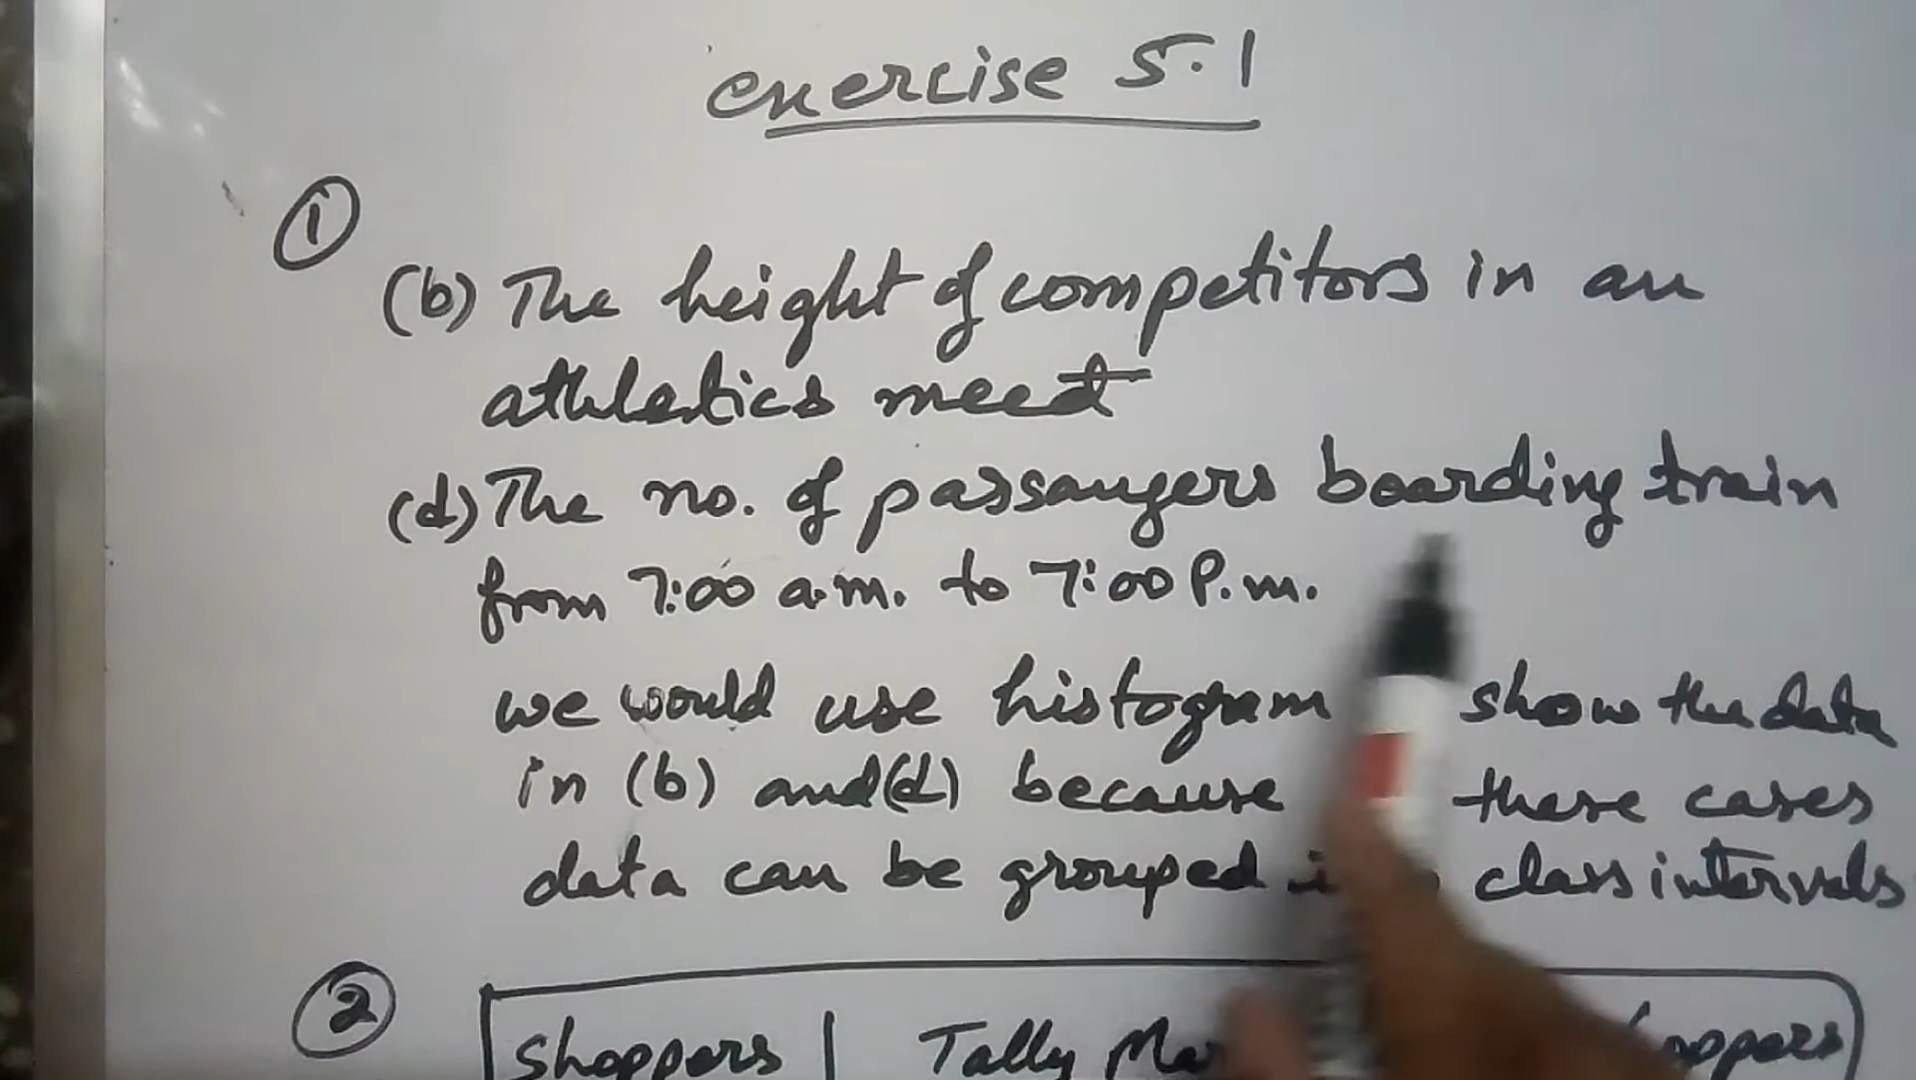 exercise 5.1
①
(b) The height of competitors in an
athletics meet
(d) The no. of passangers boarding train
from 7:00 a.m. to 7:00 P.m.
we would use histogram show the data
in (b) and (d) because these cases
data can be grouped class intervals
②
Shoppers Tally